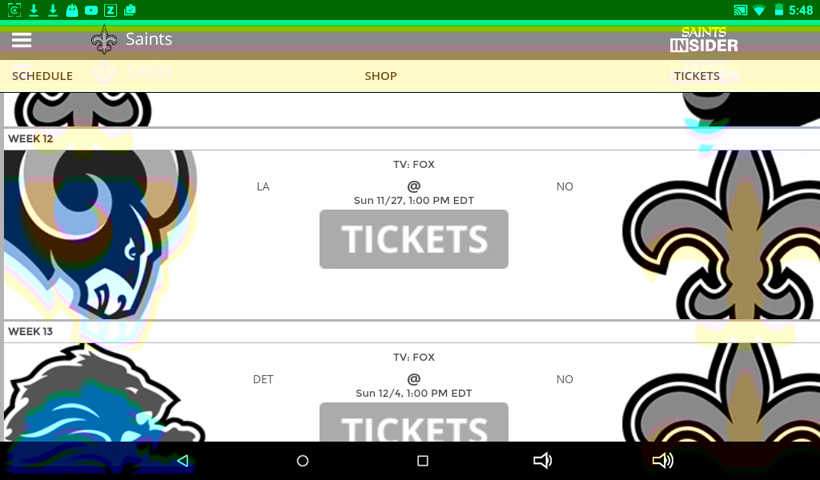 5:48
Saints
SAINTS
INSIDER
SCHEDULE
SHOP
TICKETS
WEEK 12
TV: FOX
LA
@
NO
Sun 11/27, 1:00 PM EDT
TICKETS
WEEK 13
TV: FOX
DET
@
NO
Sun 12/4, 1:00 PM EDT
TICKETS